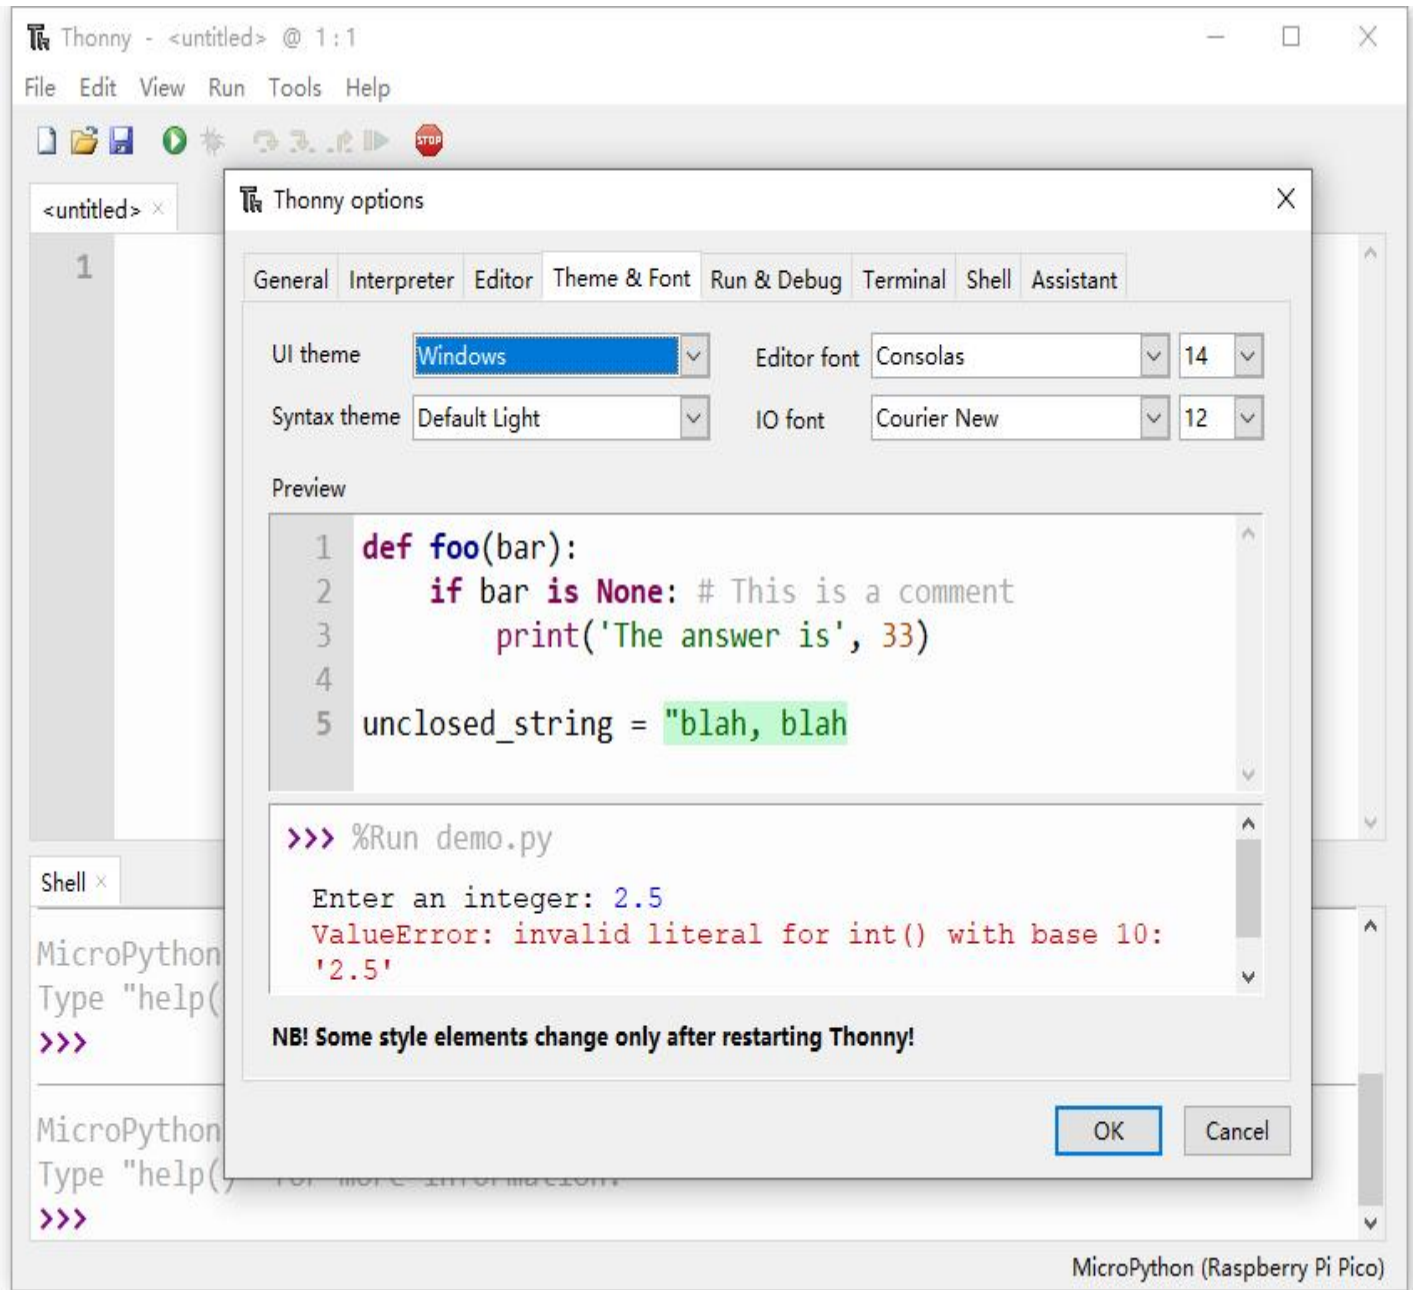 Thonny - <untitled> @ 1:1
File Edit View Run Tools Help
STOP
<untitled> ×
1
Thonny options
General Interpreter Editor Theme & Font Run & Debug Terminal Shell Assistant
UI theme Windows Editor font Consolas 14
Syntax theme Default Light IO font Courier New 12
Preview
1 def foo(bar):
2     if bar is None: # This is a comment
3         print('The answer is', 33)
4
5 unclosed_string = "blah, blah
>>> %Run demo.py
Enter an integer: 2.5
ValueError: invalid literal for int() with base 10:
'2.5'
NB! Some style elements change only after restarting Thonny!
OK Cancel
Shell ×
MicroPython
Type "help(
>>>
MicroPython
Type "help()" for more information.
>>>
MicroPython (Raspberry Pi Pico)